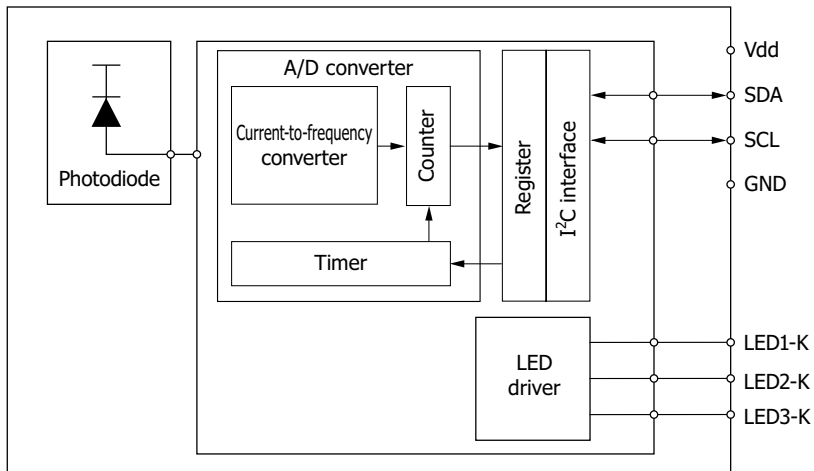 A/D converter
Current-to-frequency
converter
Counter
Timer
Photodiode
Register
I²C interface
LED
driver
Vdd
SDA
SCL
GND
LED1-K
LED2-K
LED3-K